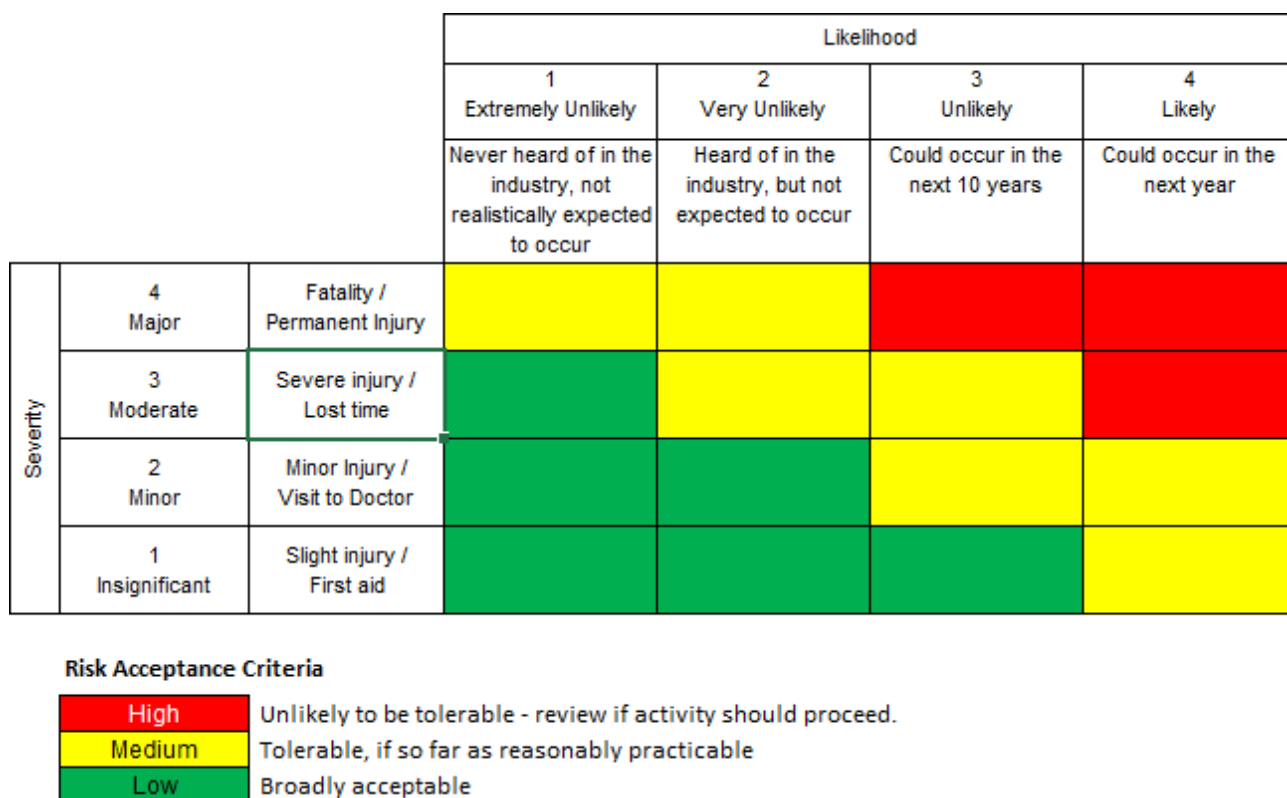 Likelihood
1
Extremely Unlikely
2
Very Unlikely
3
Unlikely
4
Likely
Never heard of in the
industry, not
realistically expected
to occur
Heard of in the
industry, but not
expected to occur
Could occur in the
next 10 years
Could occur in the
next year
Severity
4
Major
Fatality /
Permanent Injury
3
Moderate
Severe injury /
Lost time
2
Minor
Minor Injury /
Visit to Doctor
1
Insignificant
Slight injury /
First aid
Risk Acceptance Criteria
High
Unlikely to be tolerable - review if activity should proceed.
Medium
Tolerable, if so far as reasonably practicable
Low
Broadly acceptable